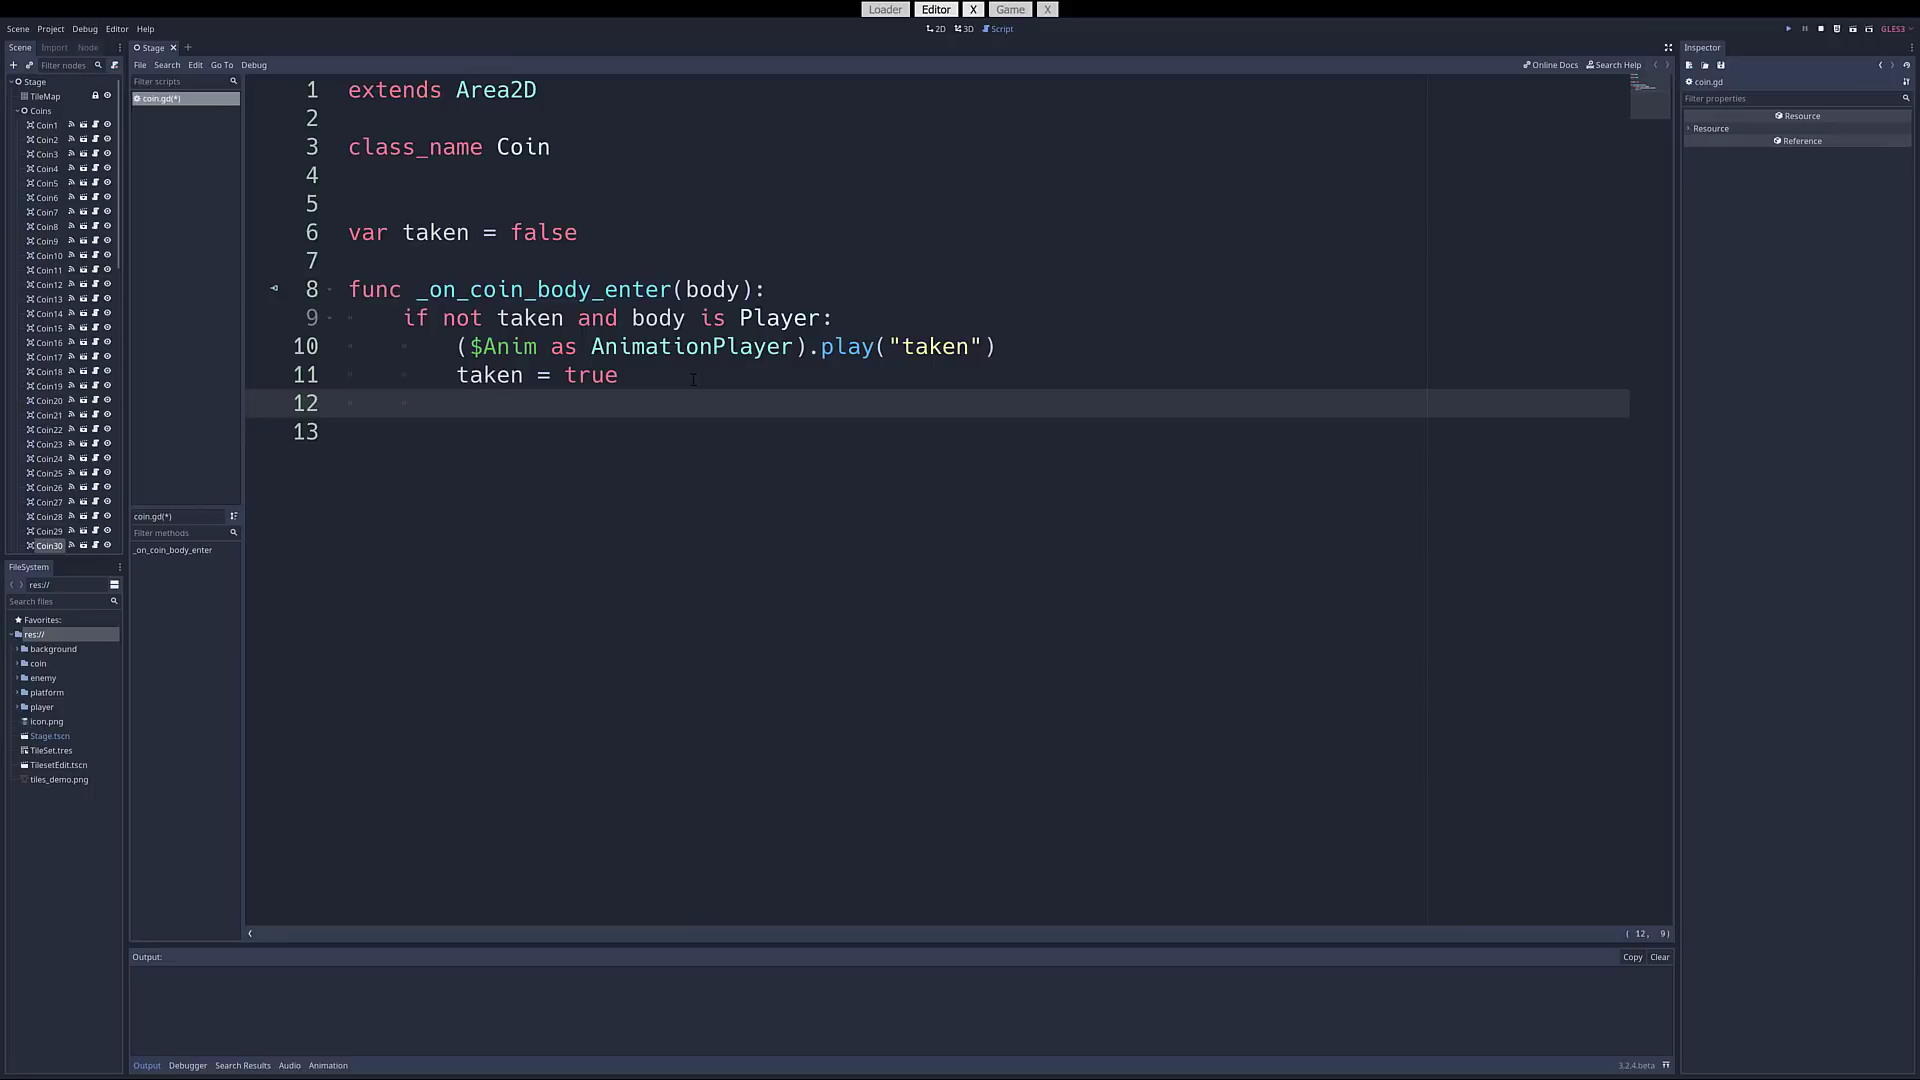 Loader Editor X Game X
Scene Project Debug Editor Help
2D 3D Script
GLES3
Scene Import Node
Filter nodes
Stage
TileMap
Coins
Coin1
Coin2
Coin3
Coin4
Coin5
Coin6
Coin7
Coin8
Coin9
Coin10
Coin11
Coin12
Coin13
Coin14
Coin15
Coin16
Coin17
Coin18
Coin19
Coin20
Coin21
Coin22
Coin23
Coin24
Coin25
Coin26
Coin27
Coin28
Coin29
Coin30
FileSystem
res://
Search files
Favorites:
res://
background
coin
enemy
platform
player
icon.png
Stage.tscn
TileSet.tres
TilesetEdit.tscn
tiles_demo.png
Stage
File Search Edit Go To Debug
Online Docs Search Help
Filter scripts
coin.gd(*)
coin.gd(*)
Filter methods
_on_coin_body_enter
1 extends Area2D
2
3 class_name Coin
4
5
6 var taken = false
7
8 func _on_coin_body_enter(body):
9 if not taken and body is Player:
10 ($Anim as AnimationPlayer).play("taken")
11 taken = true
12
13
( 12, 9)
Output:
Copy Clear
Output Debugger Search Results Audio Animation
3.2.4.beta
Inspector
coin.gd
Filter properties
Resource
Resource
Reference